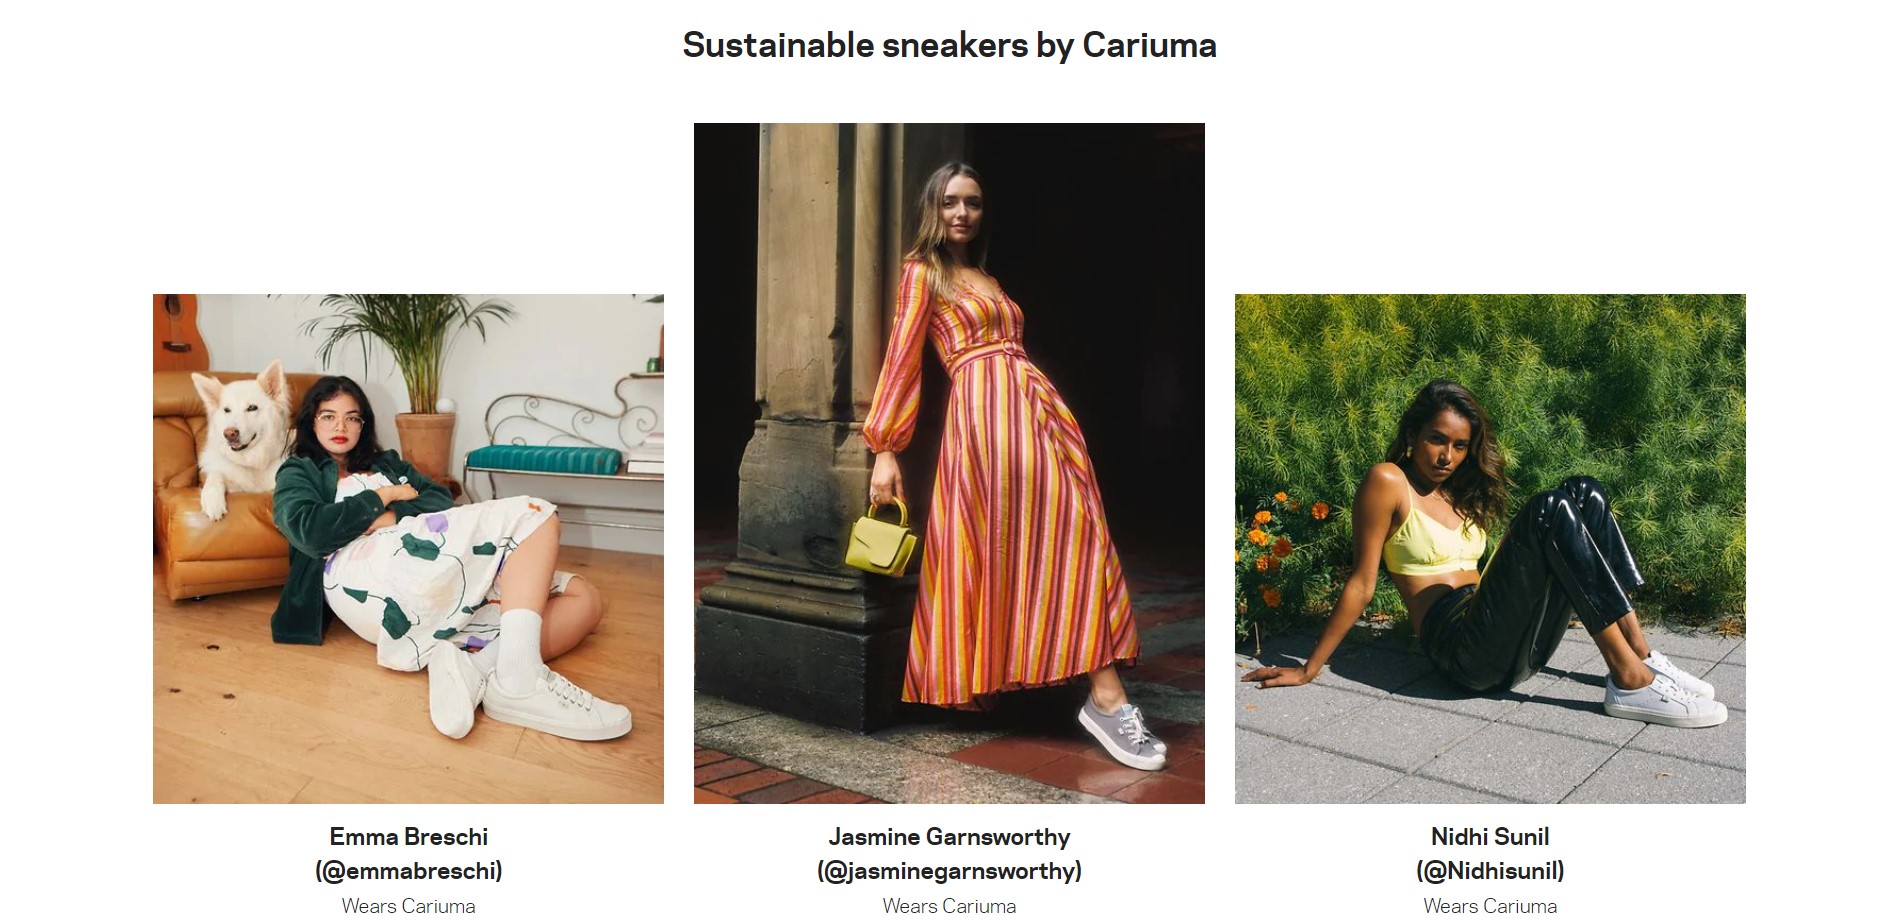 Sustainable sneakers by Cariuma
Emma Breschi
(@emmabreschi)
Wears Cariuma
Jasmine Garnsworthy
(@jasminegarnsworthy)
Wears Cariuma
Nidhi Sunil
(@Nidhisunil)
Wears Cariuma